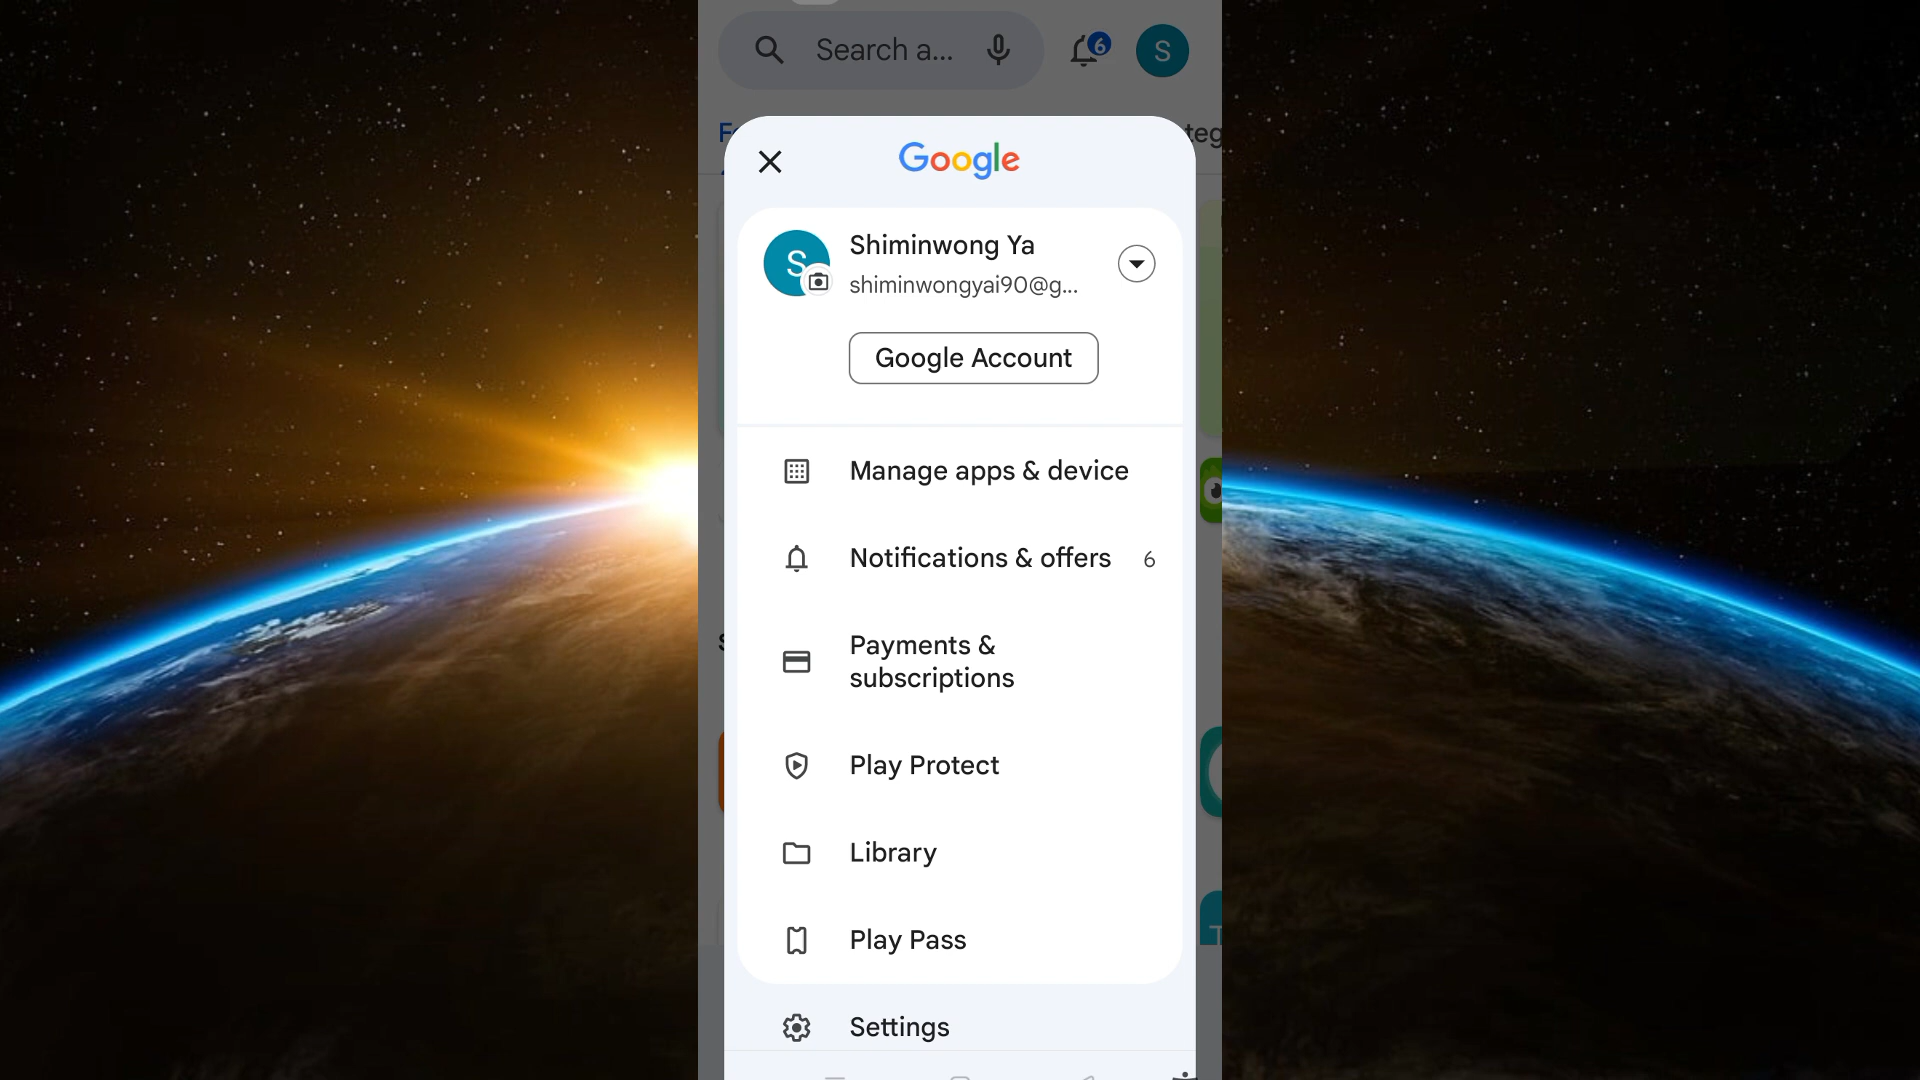 Search a...
6
S
Google
S
Shiminwong Ya
shiminwongyai90@g...
Google Account
Manage apps & device
Notifications & offers 6
Payments &
subscriptions
Play Protect
Library
Play Pass
Settings